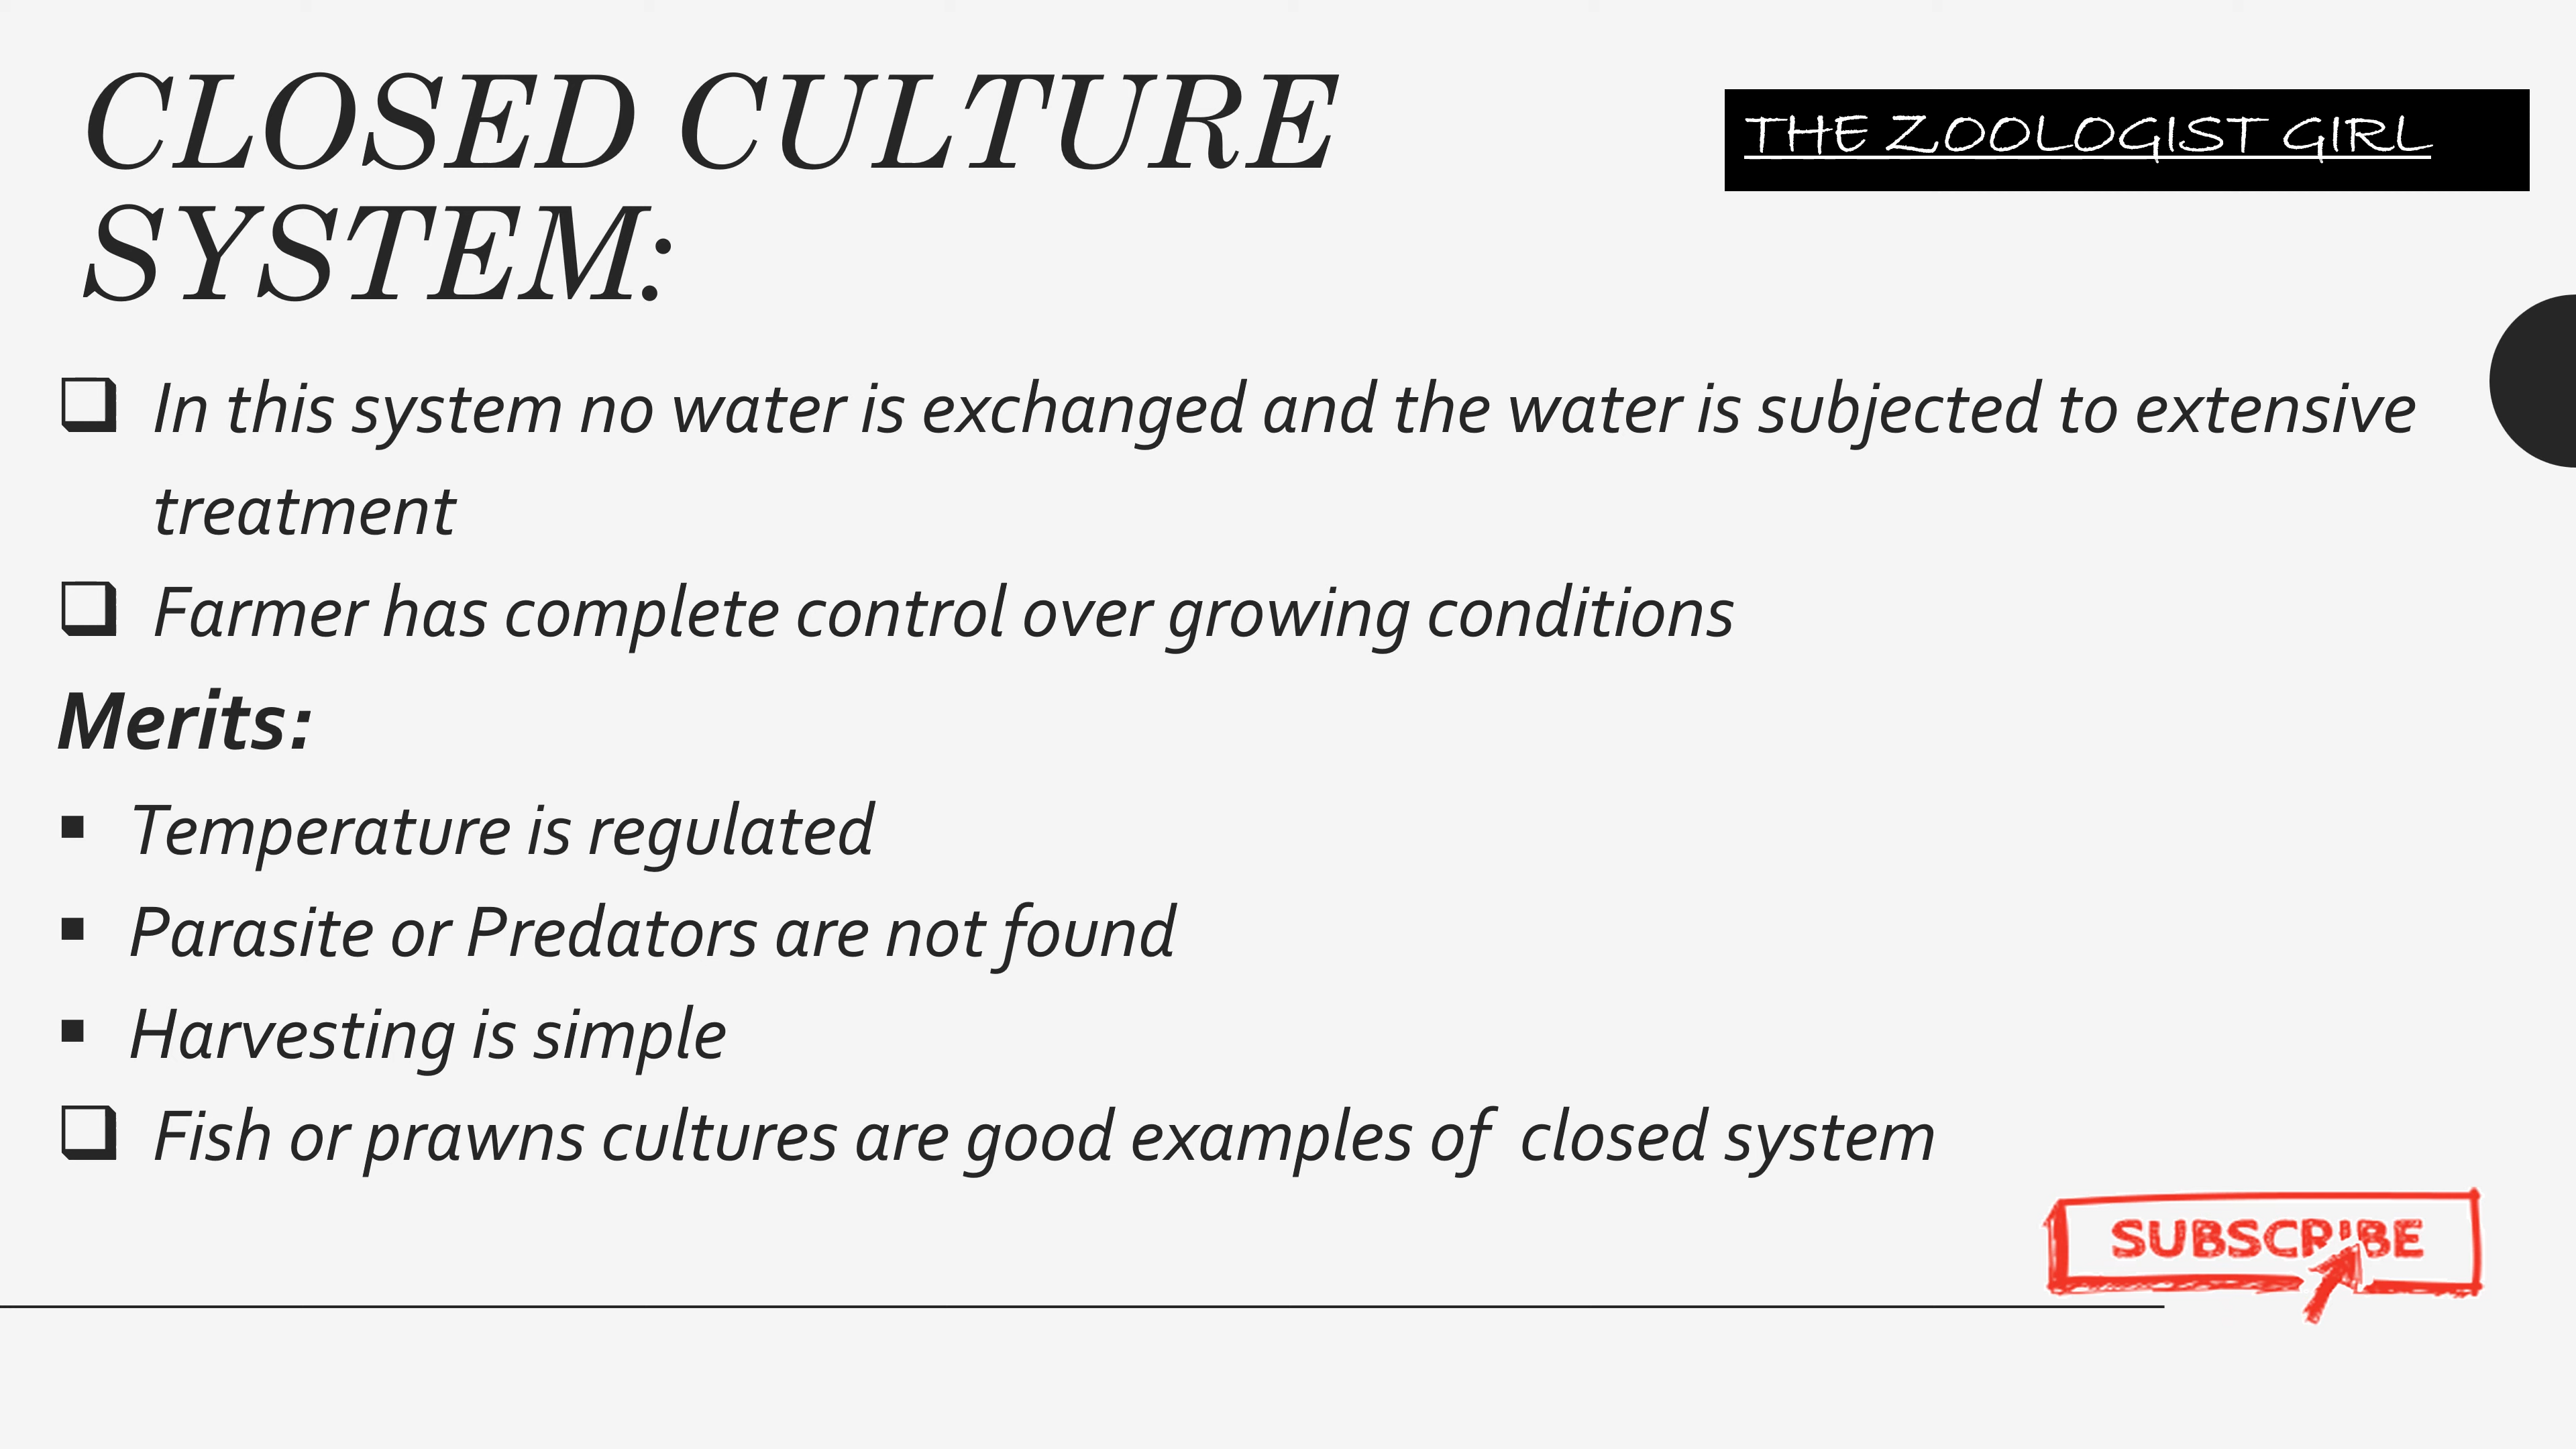 CLOSED CULTURE
SYSTEM:
THE ZOOLOGIST GIRL
In this system no water is exchanged and the water is subjected to extensive
treatment
Farmer has complete control over growing conditions
Merits:
Temperature is regulated
Parasite or Predators are not found
Harvesting is simple
Fish or prawns cultures are good examples of closed system
SUBSCRIBE